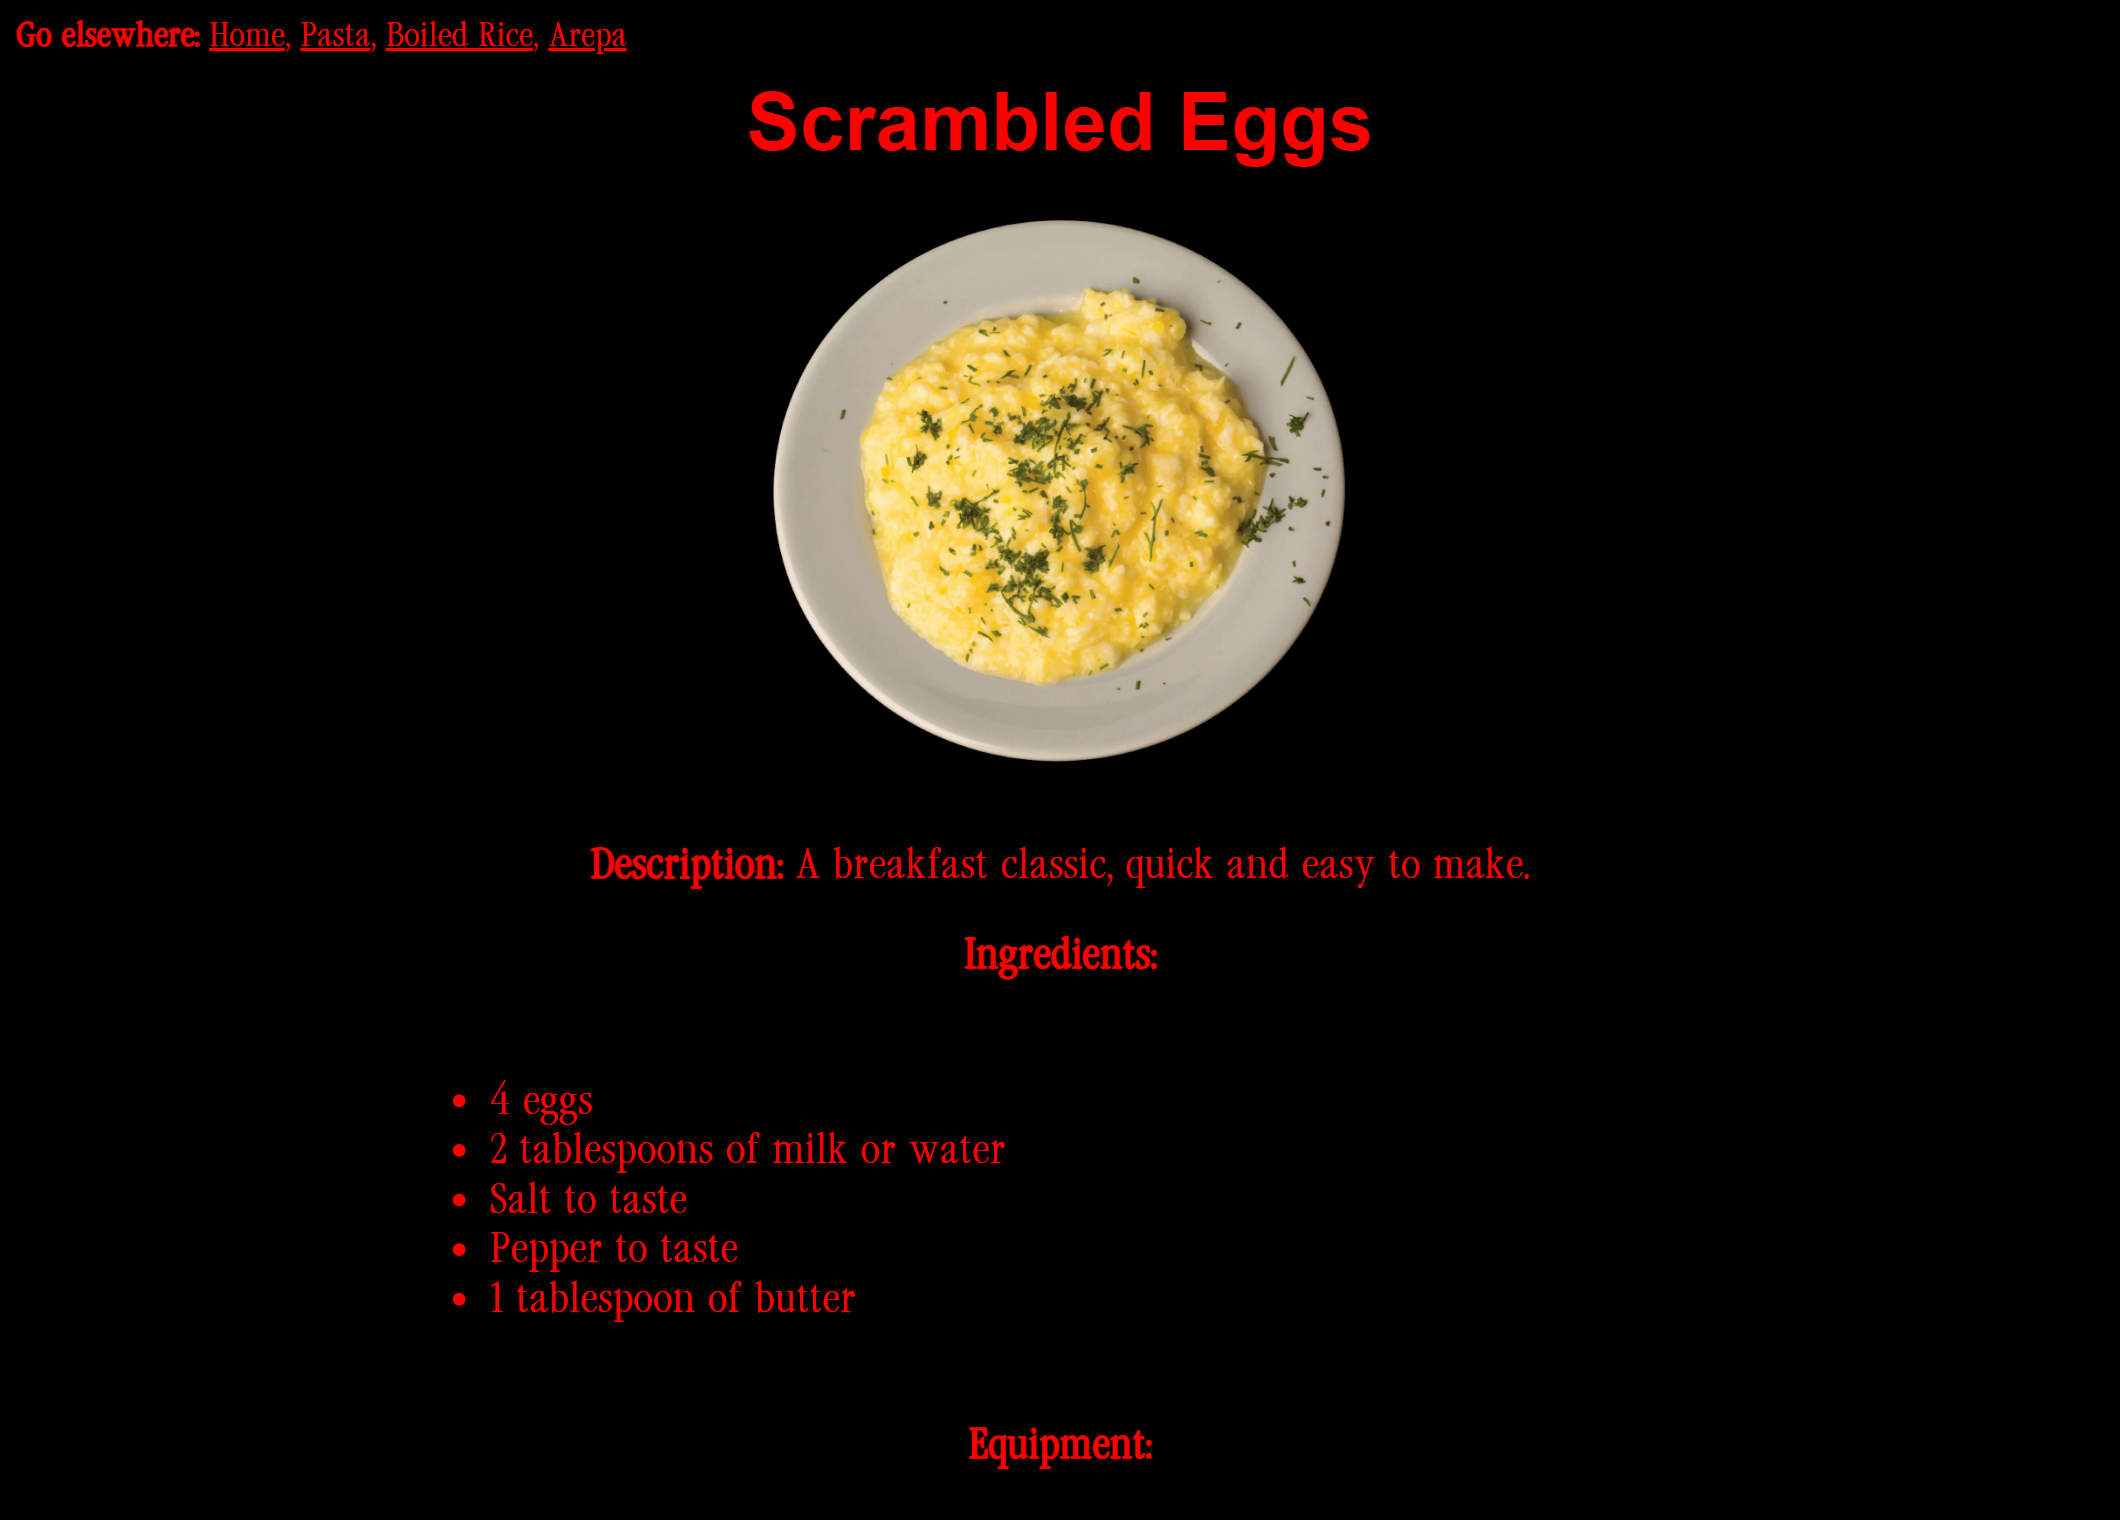 Go elsewhere: Home, Pasta, Boiled Rice, Arepa
Scrambled Eggs
Description: A breakfast classic, quick and easy to make.
Ingredients:
• 4 eggs
• 2 tablespoons of milk or water
• Salt to taste
• Pepper to taste
• 1 tablespoon of butter
Equipment: